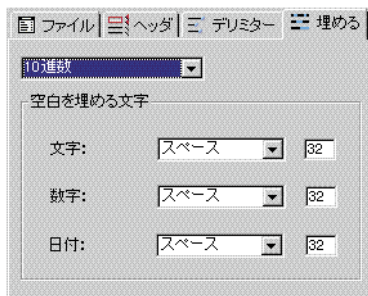 ファイル ヘッダ デリミター 埋める
10進数
空白を埋める文字
文字: スペース 32
数字: スペース 32
日付: スペース 32